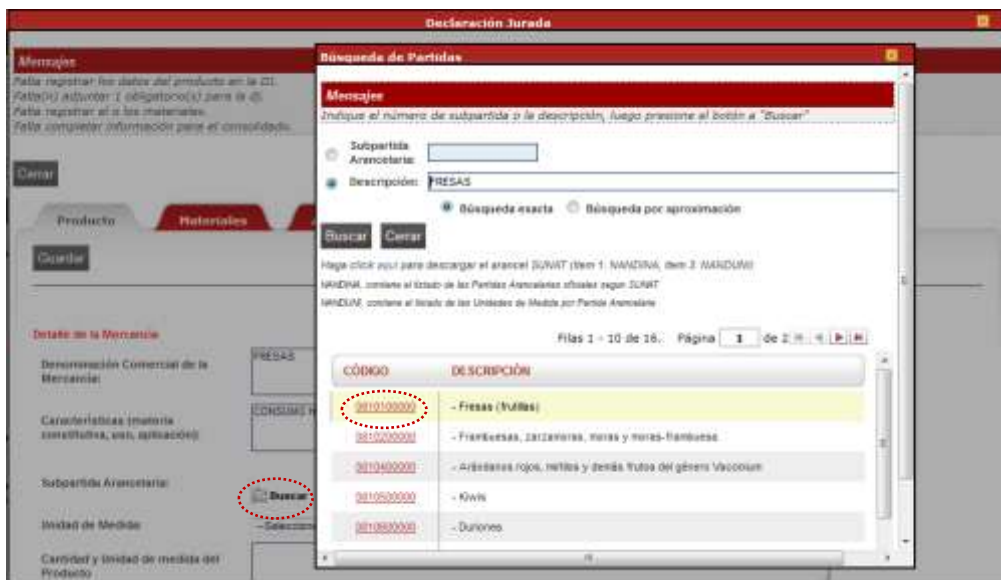 Declaración Jurada
Mensajes
Falta registrar los datos del producto en la DJ.
Falta(n) adjuntar 1 obligatorio(s) para la dj.
Falta registrar el o los materiales.
Falta completar información para el consolidado.
Cerrar
Producto
Materiales
Guardar
Detalle de la Mercancía
Denominación Comercial de la
Mercancía:
FRESAS
Características (materia
constitutiva, uso, aplicación):
CONSUMO
Subpartida Arancelaria:
Buscar
Unidad de Medida:
Cantidad y Unidad de medida del
Producto
Búsqueda de Partidas
Mensajes
Indique el número de subpartida o la descripción, luego presione el botón a "Buscar"
Subpartida
Arancelaria:
Descripción: FRESAS
Búsqueda exacta Búsqueda por aproximación
Buscar Cerrar
Haga click aquí para descargar el arancel SUNAT (Item 1: NANDINA, Item 3: NANDUNI)
NANDINA, contiene el listado de las Partidas Arancelarias oficiales según SUNAT
NANDUNI, contiene el listado de las Unidades de Medida por Partida Arancelaria
Filas 1 - 10 de 16. Página 1 de 2
CÓDIGO DESCRIPCIÓN
0810100000 - Fresas (frutillas)
0810200000 - Frambuesas, zarzamoras, moras y moras-frambuesa
0810400000 - Arándanos rojos, mirtilos y demás frutos del género Vaccinium
0810500000 - Kiwis
0810600000 - Duriones